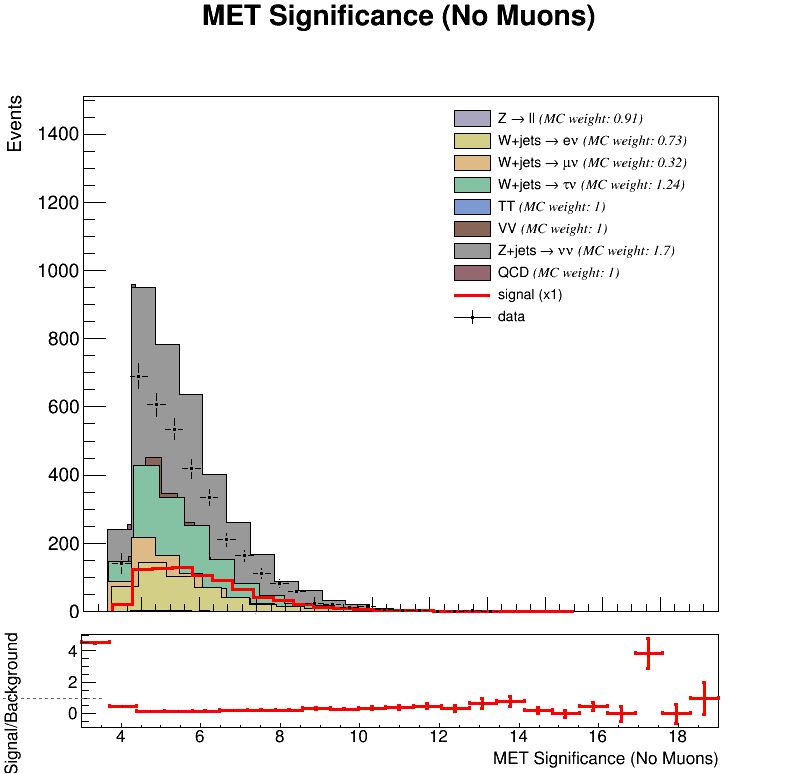 MET Significance (No Muons)
Events
1400
1200
1000
800
600
400
200
0
Z → ll (MC weight: 0.91)
W+jets → eν (MC weight: 0.73)
W+jets → μν (MC weight: 0.32)
W+jets → τν (MC weight: 1.24)
TT (MC weight: 1)
VV (MC weight: 1)
Z+jets → νν (MC weight: 1.7)
QCD (MC weight: 1)
signal (x1)
data
Signal/Background
4
2
0
4 6 8 10 12 14 16 18
MET Significance (No Muons)